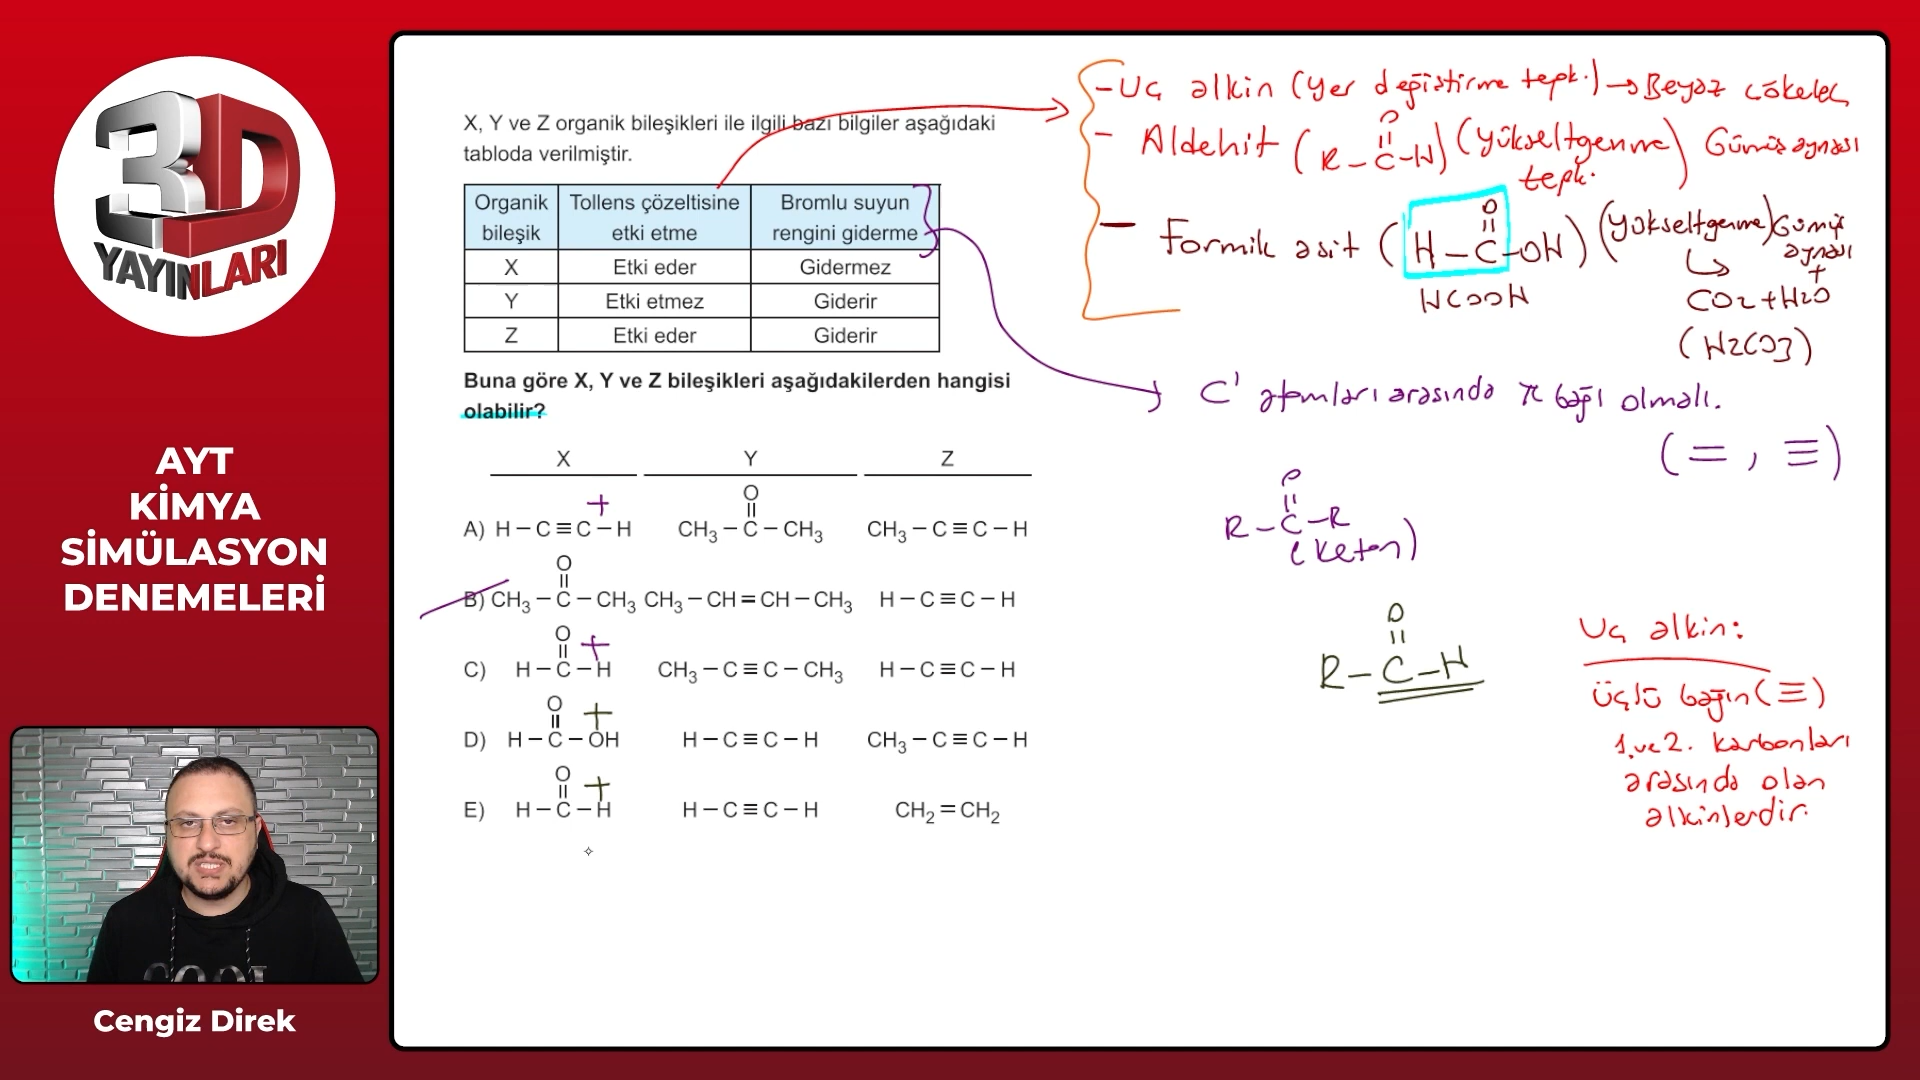 3D
YAYINLARI
AYT
KİMYA
SİMÜLASYON
DENEMELERİ
Cengiz Direk
X, Y ve Z organik bileşikleri ile ilgili bazı bilgiler aşağıdaki
tabloda verilmiştir.
Organik bileşik | Tollens çözeltisine etki etme | Bromlu suyun rengini giderme
X | Etki eder | Gidermez
Y | Etki etmez | Giderir
Z | Etki eder | Giderir
Buna göre X, Y ve Z bileşikleri aşağıdakilerden hangisi
olabilir?
X Y Z
O
A) H – C ≡ C – H CH₃ – C – CH₃ CH₃ – C ≡ C – H
O
B) CH₃ – C – CH₃ CH₃ – CH = CH – CH₃ H – C ≡ C – H
O
C) H – C – H CH₃ – C ≡ C – CH₃ H – C ≡ C – H
O
D) H – C – OH H – C ≡ C – H CH₃ – C ≡ C – H
O
E) H – C – H H – C ≡ C – H CH₂ = CH₂
- Uç alkin (yer değiştirme tepk.) → Beyaz çökelek
O
- Aldehit (R – C – H) (yükseltgenme tepk.) Gümüş aynası
O
- Formik asit (H – C – OH) (yükseltgenme) Gümüş aynası
HCOOH
+
CO2 + H2O
(H2CO3)
C atomları arasında π bağı olmalı.
(=, ≡)
O
R – C – R
(Keton)
O
R – C – H
Uç alkin:
üçlü bağın (≡)
1. ve 2. karbonları
arasında olan
alkinlerdir.